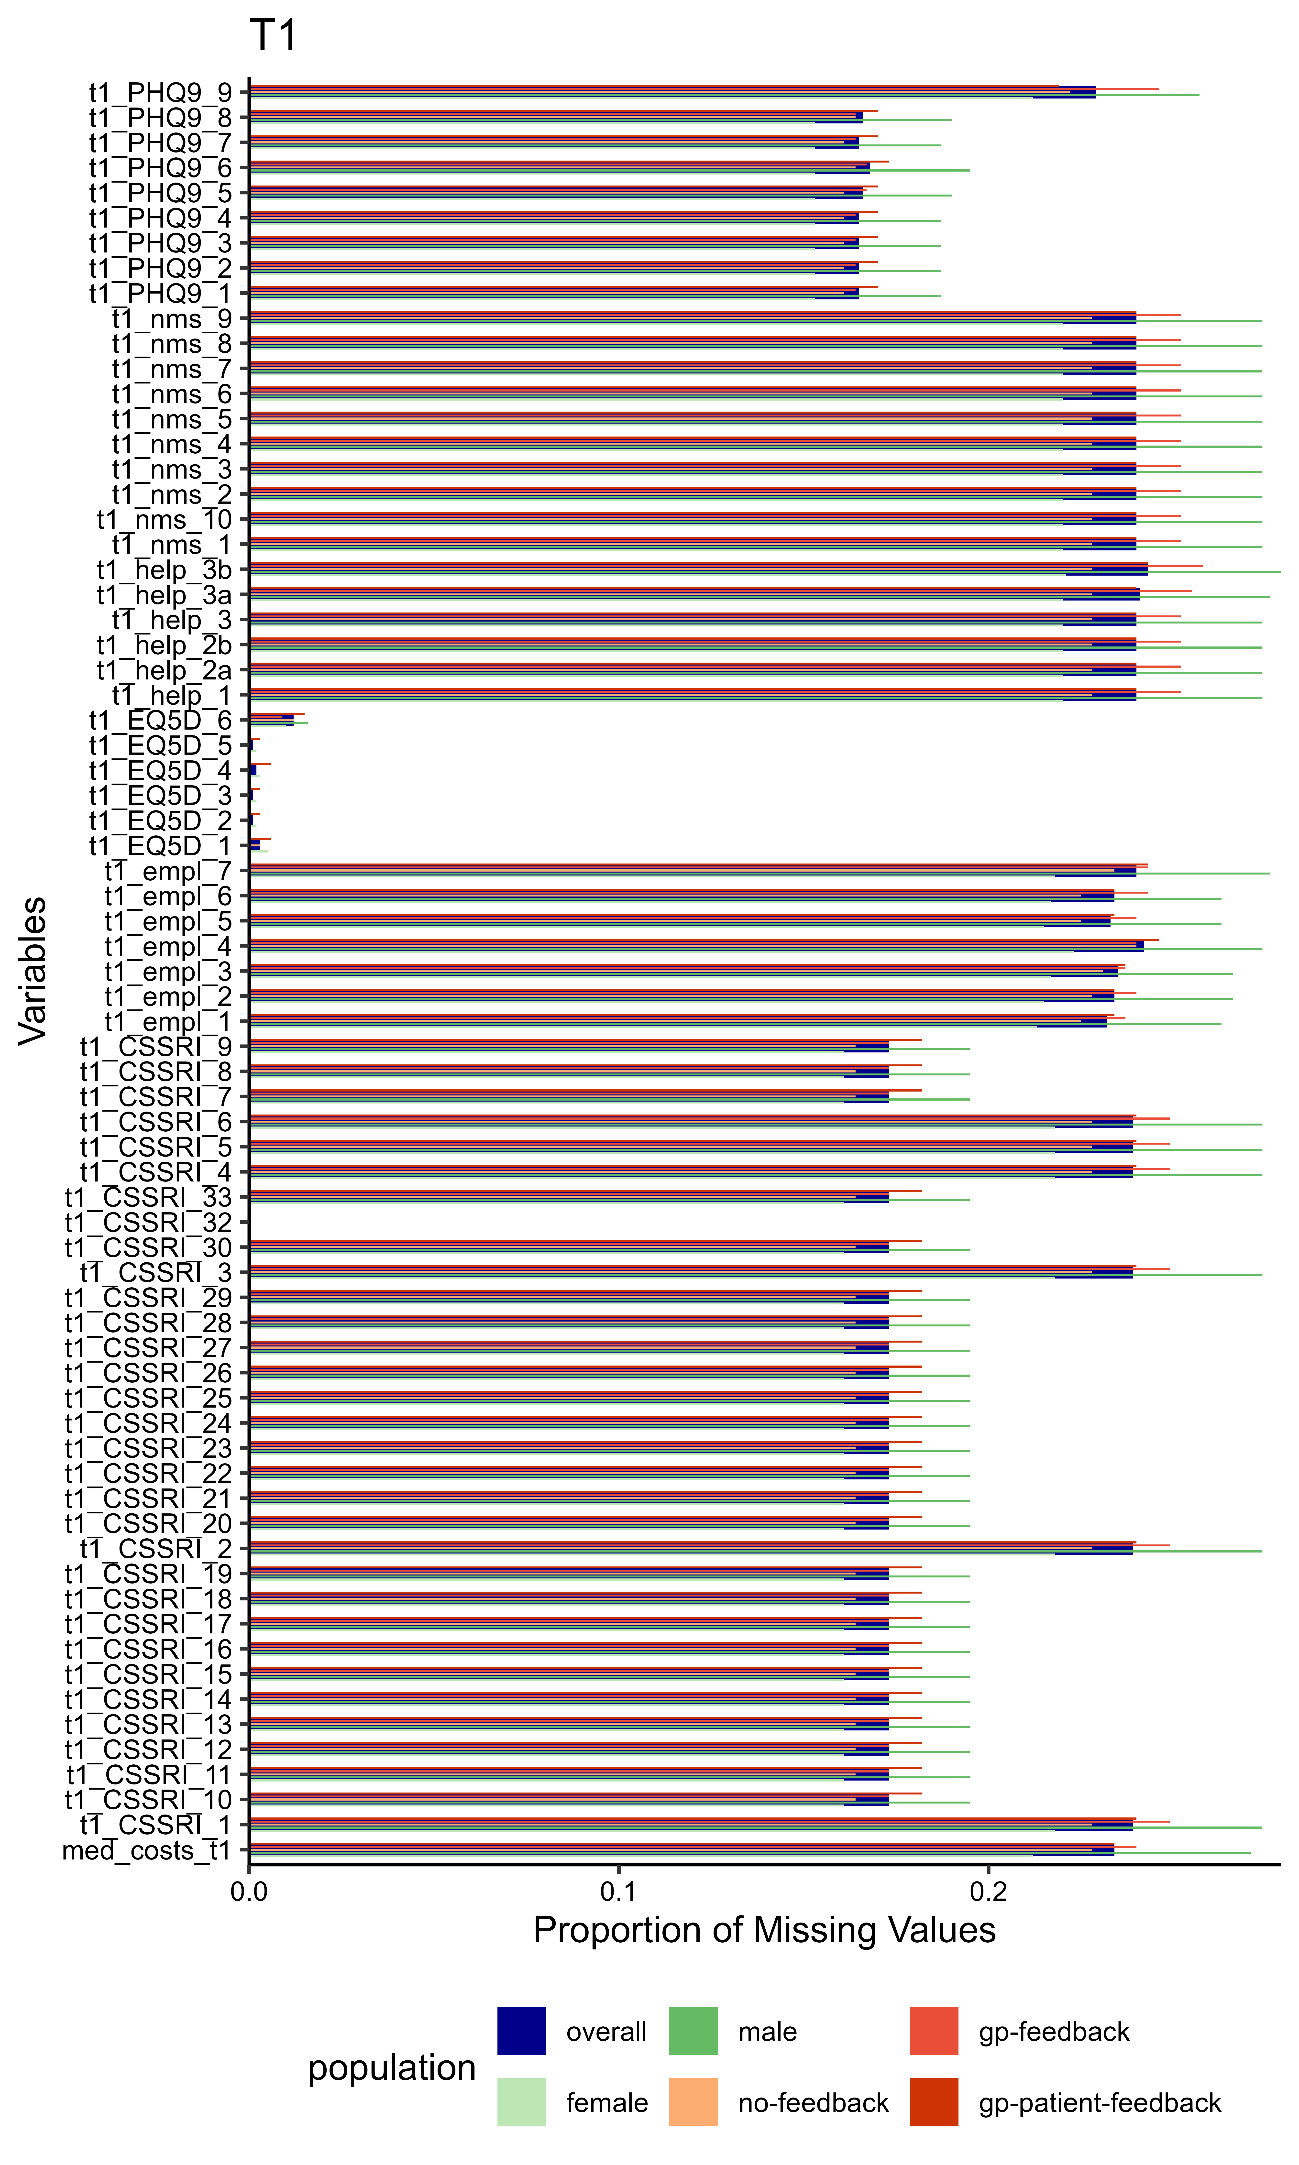 T1
t1_PHQ9_9
t1_PHQ9_8
t1_PHQ9_7
t1_PHQ9_6
t1_PHQ9_5
t1_PHQ9_4
t1_PHQ9_3
t1_PHQ9_2
t1_PHQ9_1
t1_nms_9
t1_nms_8
t1_nms_7
t1_nms_6
t1_nms_5
t1_nms_4
t1_nms_3
t1_nms_2
t1_nms_10
t1_nms_1
t1_help_3b
t1_help_3a
t1_help_3
t1_help_2b
t1_help_2a
t1_help_1
t1_EQ5D_6
t1_EQ5D_5
t1_EQ5D_4
t1_EQ5D_3
t1_EQ5D_2
t1_EQ5D_1
t1_empl_7
t1_empl_6
t1_empl_5
t1_empl_4
t1_empl_3
t1_empl_2
t1_empl_1
t1_CSSRI_9
t1_CSSRI_8
t1_CSSRI_7
t1_CSSRI_6
t1_CSSRI_5
t1_CSSRI_4
t1_CSSRI_33
t1_CSSRI_32
t1_CSSRI_30
t1_CSSRI_3
t1_CSSRI_29
t1_CSSRI_28
t1_CSSRI_27
t1_CSSRI_26
t1_CSSRI_25
t1_CSSRI_24
t1_CSSRI_23
t1_CSSRI_22
t1_CSSRI_21
t1_CSSRI_20
t1_CSSRI_2
t1_CSSRI_19
t1_CSSRI_18
t1_CSSRI_17
t1_CSSRI_16
t1_CSSRI_15
t1_CSSRI_14
t1_CSSRI_13
t1_CSSRI_12
t1_CSSRI_11
t1_CSSRI_10
t1_CSSRI_1
med_costs_t1
Variables
0.0 0.1 0.2
Proportion of Missing Values
population
overall male gp-feedback
female no-feedback gp-patient-feedback